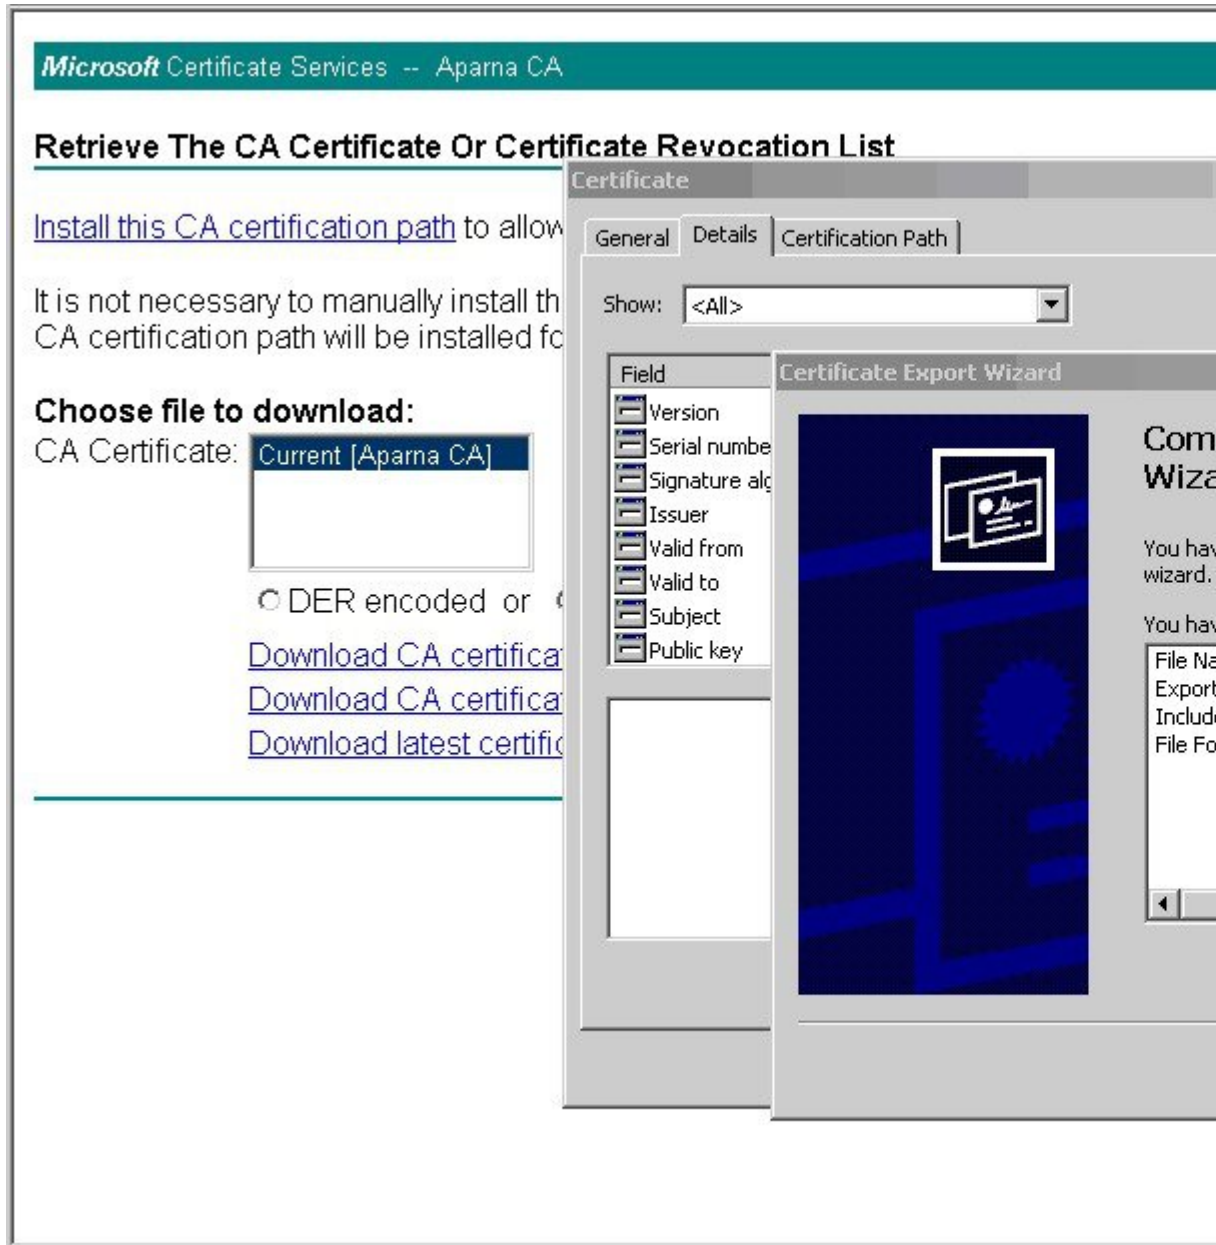 Microsoft Certificate Services -- Aparna CA
Retrieve The CA Certificate Or Certificate Revocation List
Install this CA certification path to allow
It is not necessary to manually install th
CA certification path will be installed fo
Choose file to download:
CA Certificate:
Current [Aparna CA]
DER encoded or
Download CA certifica
Download CA certifica
Download latest certific
Certificate
General Details Certification Path
Show: <All>
Field
Version
Serial numbe
Signature alg
Issuer
Valid from
Valid to
Subject
Public key
Certificate Export Wizard
Com
Wiza
You hav
wizard.
You hav
File Na
Export
Include
File Fo